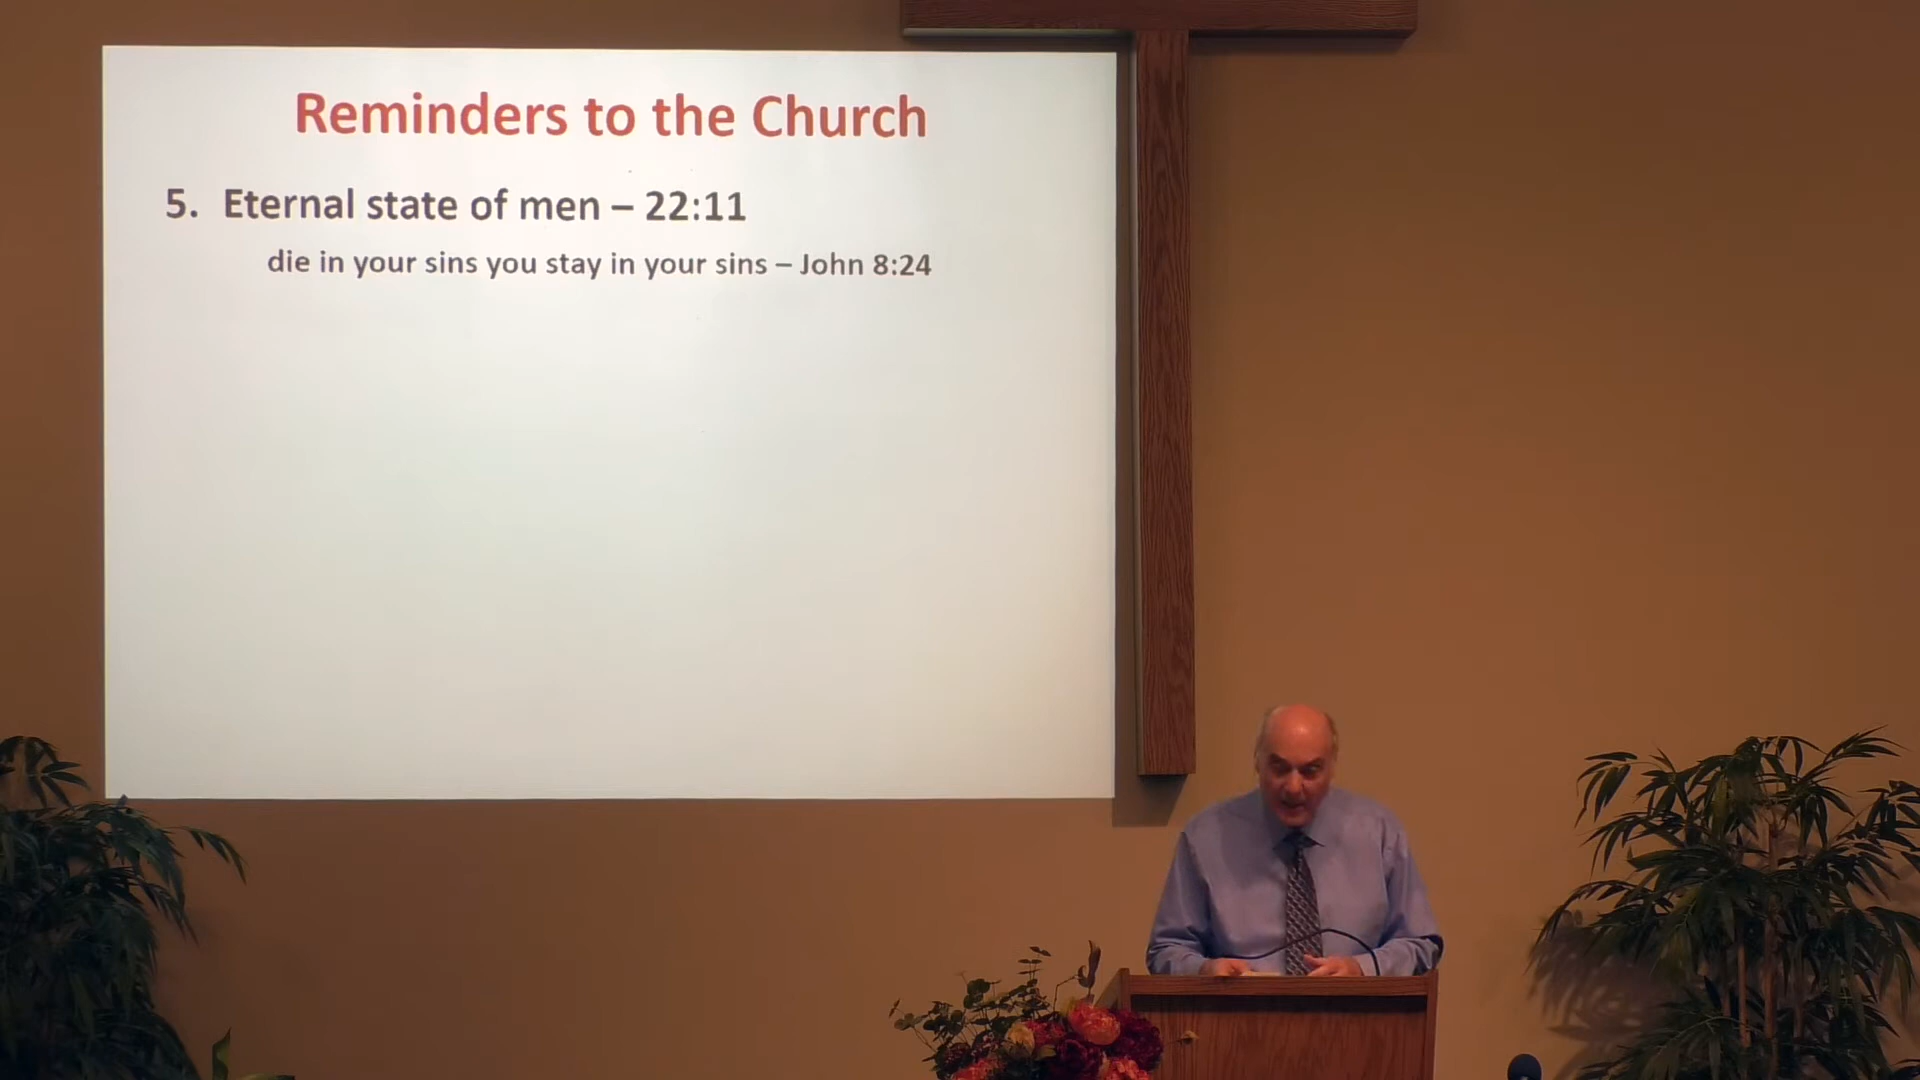 Reminders to the Church
5. Eternal state of men – 22:11
die in your sins you stay in your sins – John 8:24